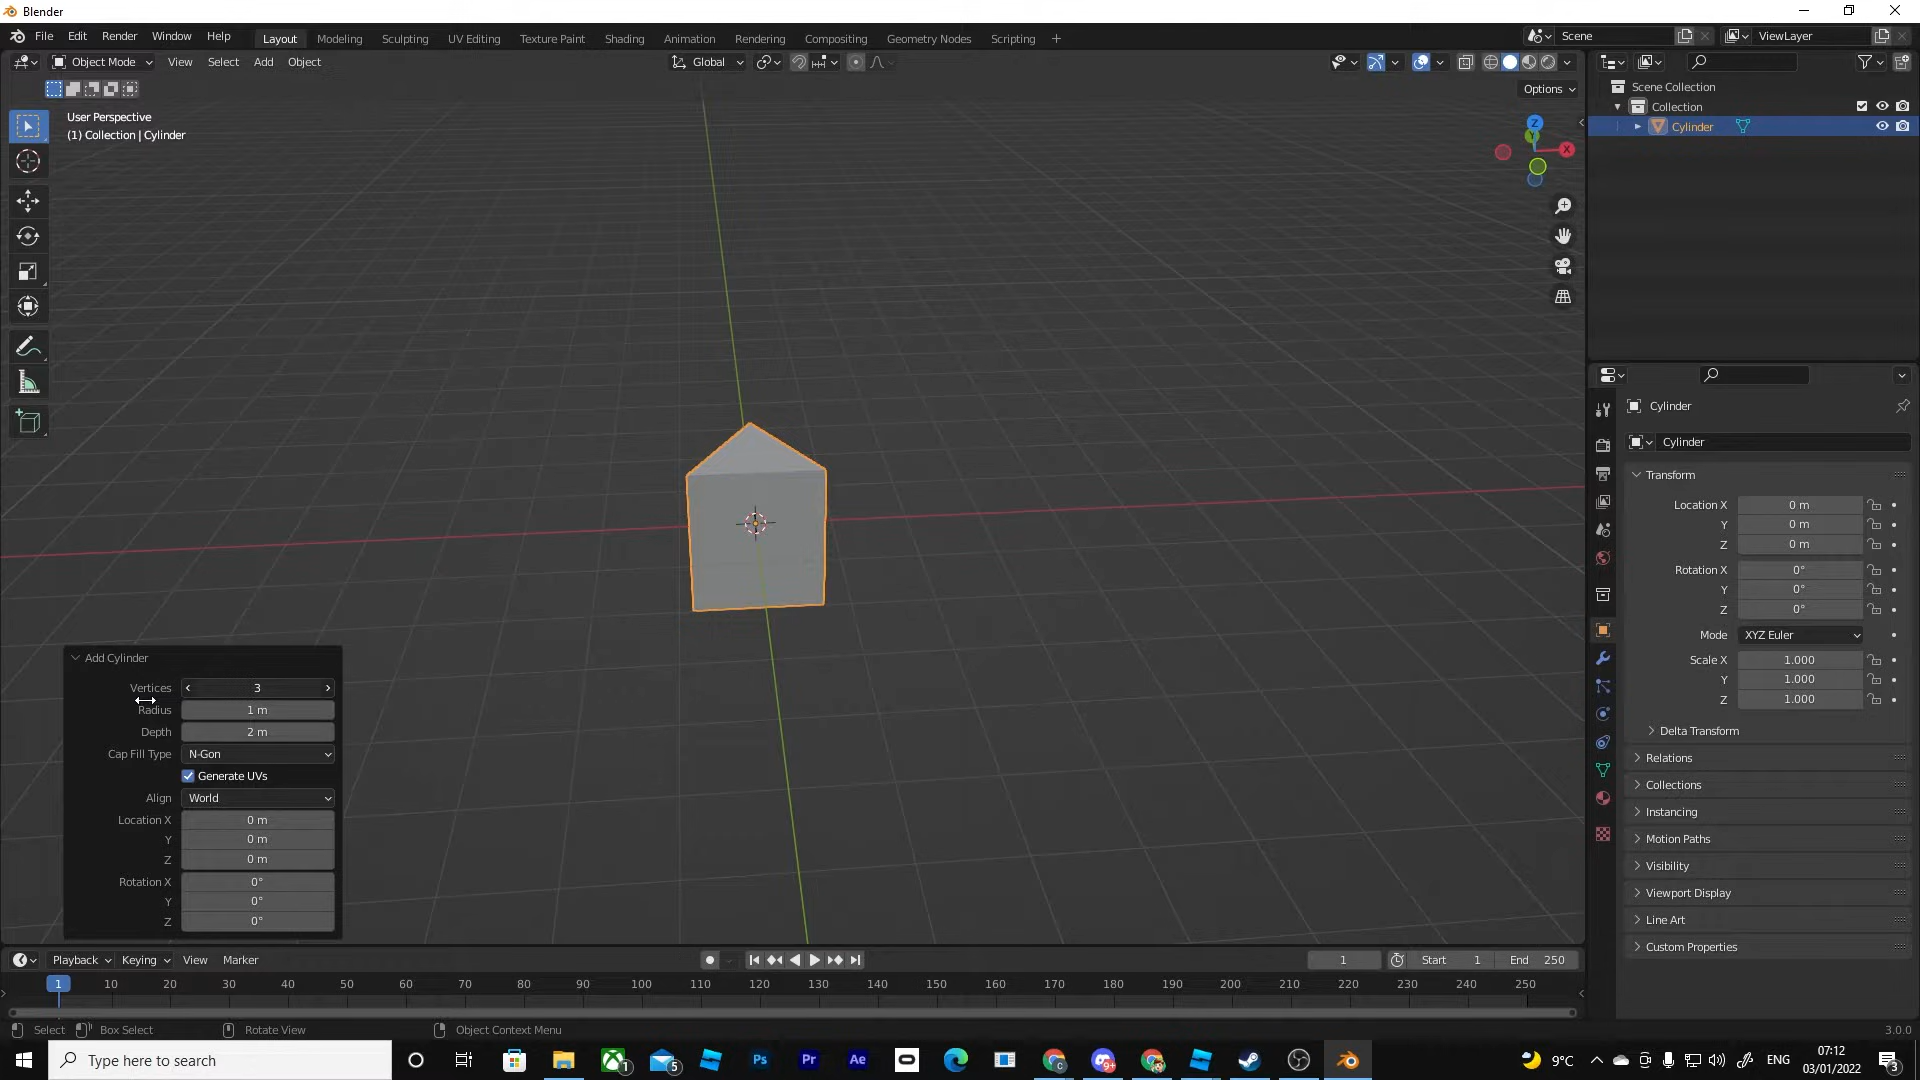 Blender
File Edit Render Window Help
Layout Modeling Sculpting UV Editing Texture Paint Shading Animation Rendering Compositing Geometry Nodes Scripting +
Scene
ViewLayer
Object Mode View Select Add Object
Global
Options
User Perspective
(1) Collection | Cylinder
Z
Y
X
Scene Collection
Collection
Cylinder
Cylinder
Cylinder
Transform
Location X 0 m
Y 0 m
Z 0 m
Rotation X 0°
Y 0°
Z 0°
Mode XYZ Euler
Scale X 1.000
Y 1.000
Z 1.000
Delta Transform
Relations
Collections
Instancing
Motion Paths
Visibility
Viewport Display
Line Art
Custom Properties
Add Cylinder
Vertices 3
Radius 1 m
Depth 2 m
Cap Fill Type N-Gon
Generate UVs
Align World
Location X 0 m
Y 0 m
Z 0 m
Rotation X 0°
Y 0°
Z 0°
Playback Keying View Marker
1 Start 1 End 250
1 10 20 30 40 50 60 70 80 90 100 110 120 130 140 150 160 170 180 190 200 210 220 230 240 250
Select Box Select Rotate View Object Context Menu
3.0.0
Type here to search
1
5
Ps
Pr
Ae
9+
9°C
ENG
07:12
03/01/2022
3